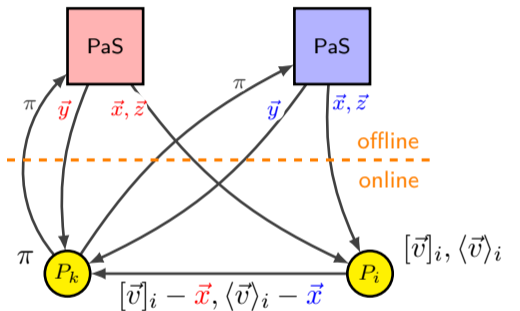 PaS PaS
π π
y⃗ x⃗, z⃗ y⃗ x⃗, z⃗
offline
online
π [v⃗]ᵢ, ⟨v⃗⟩ᵢ
Pₖ Pᵢ
[v⃗]ᵢ − x⃗, ⟨v⃗⟩ᵢ − x⃗